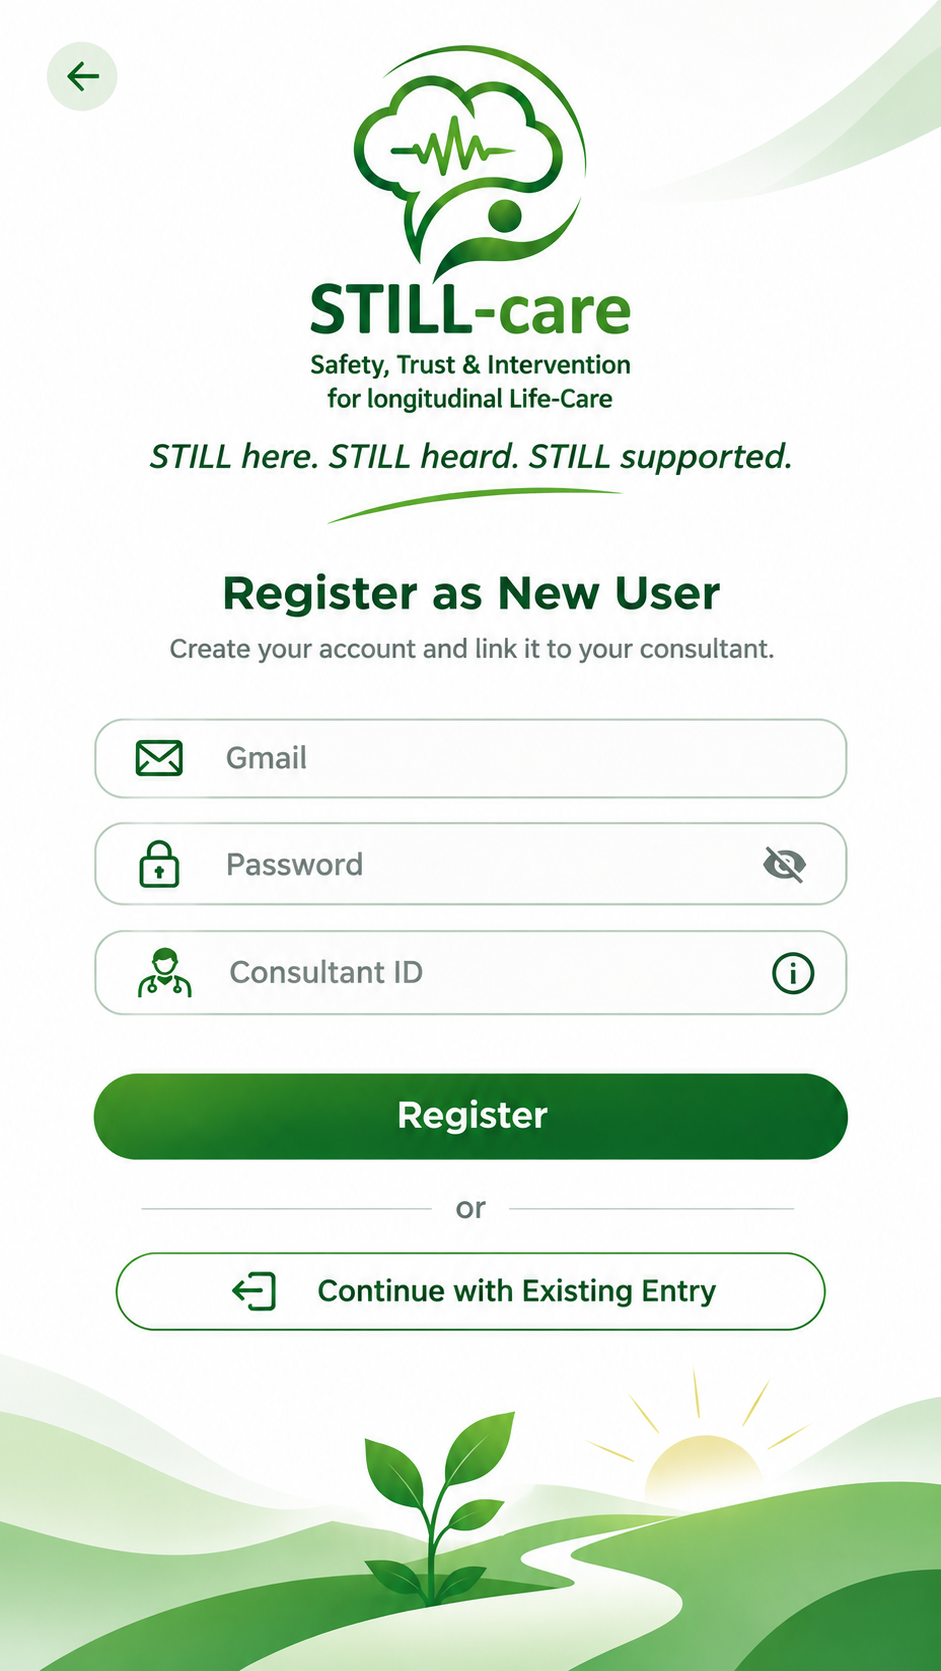 STILL-care
Safety, Trust & Intervention
for longitudinal Life-Care
STILL here. STILL heard. STILL supported.
Register as New User
Create your account and link it to your consultant.
Gmail
Password
Consultant ID
Register
or
Continue with Existing Entry